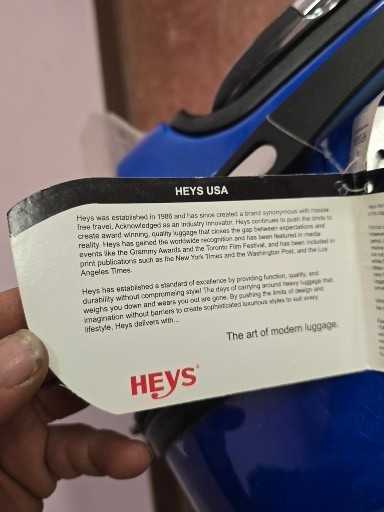 HEYS USA
Heys was established in 1986 and has since created a brand synonymous with hassle
free travel. Acknowledged as an industry innovator, Heys continues to push the limits to
create award winning, quality luggage that closes the gap between expectations and
reality. Heys has gained the worldwide recognition and has been featured in media
events like the Grammy Awards and the Toronto Film Festival, and has been included in
print publications such as the New York Times and the Washington Post, and the Los
Angeles Times.
Heys has established a standard of excellence by providing function, quality, and
durability without compromising style! The days of carrying around heavy luggage that
weighs you down and wears you out are gone. By pushing the limits of design and
imagination without barriers to create sophisticated luxurious styles to suit every
lifestyle, Heys delivers with...
The art of modern luggage.
HEYS®